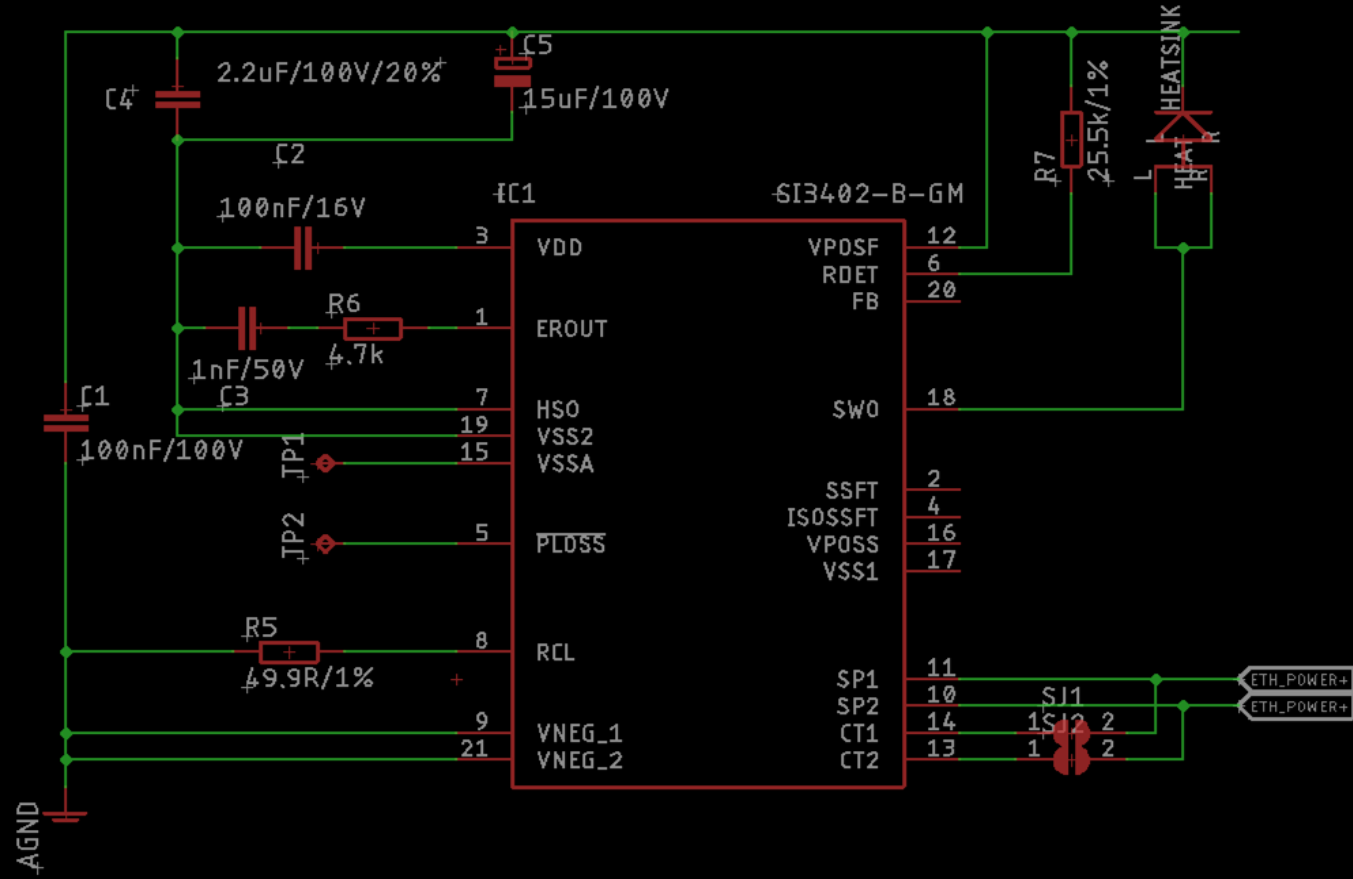 HEATSINK
C5
2.2uF/100V/20%
C4
15uF/100V
25.5k/1%
R7
C2
L R
HEAT
L R
IC1
SI3402-B-GM
100nF/16V
3 VDD
VPOSF 12
RDET 6
FB 20
R6
1 EROUT
4.7k
1nF/50V
C3
C1
7 HSO
SWO 18
19 VSS2
100nF/100V
JP1
15 VSSA
SSFT 2
ISOSSFT 4
JP2
5 PLOSS
VPOSS 16
VSS1 17
R5
8 RCL
49.9R/1%
SP1 11
ETH_POWER+
SP2 10
ETH_POWER+
SJ1
9 VNEG_1
CT1 14
1 SJ2 2
21 VNEG_2
CT2 13
1 2
AGND